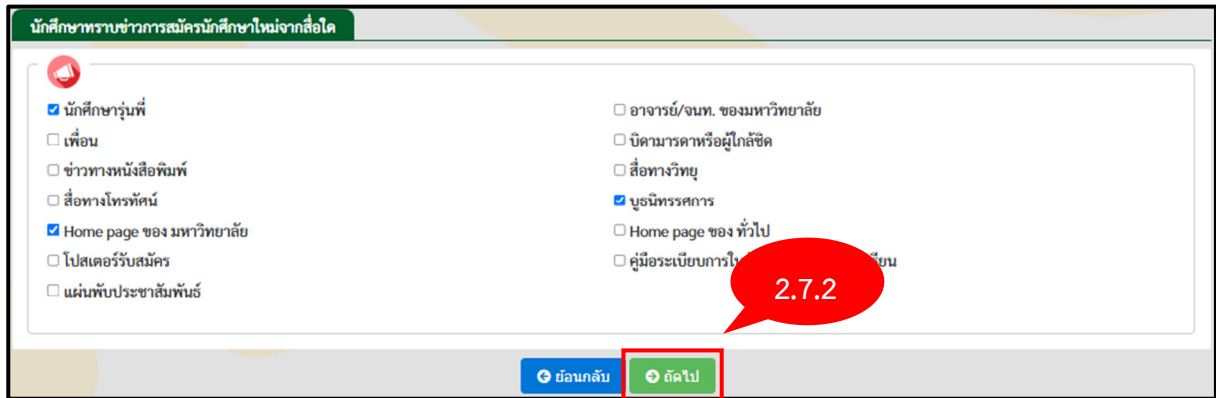 นักศึกษาทราบข่าวการสมัครนักศึกษาใหม่จากสื่อใด
นักศึกษารุ่นพี่
อาจารย์/จนท. ของมหาวิทยาลัย
เพื่อน
บิดามารดาหรือผู้ใกล้ชิด
ข่าวทางหนังสือพิมพ์
สื่อทางวิทยุ
สื่อทางโทรทัศน์
บูธนิทรรศการ
Home page ของ มหาวิทยาลัย
Home page ของ ทั่วไป
โปสเตอร์รับสมัคร
คู่มือระเบียบการ
แผ่นพับประชาสัมพันธ์
2.7.2
ย้อนกลับ
ถัดไป